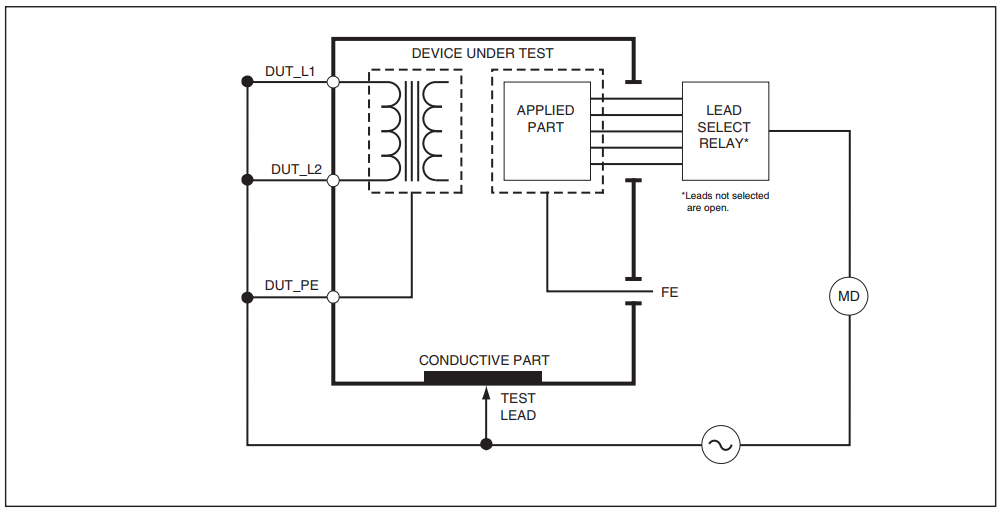 DEVICE UNDER TEST
DUT_L1
DUT_L2
DUT_PE
APPLIED
PART
LEAD
SELECT
RELAY*
*Leads not selected
are open.
FE
MD
CONDUCTIVE PART
TEST
LEAD